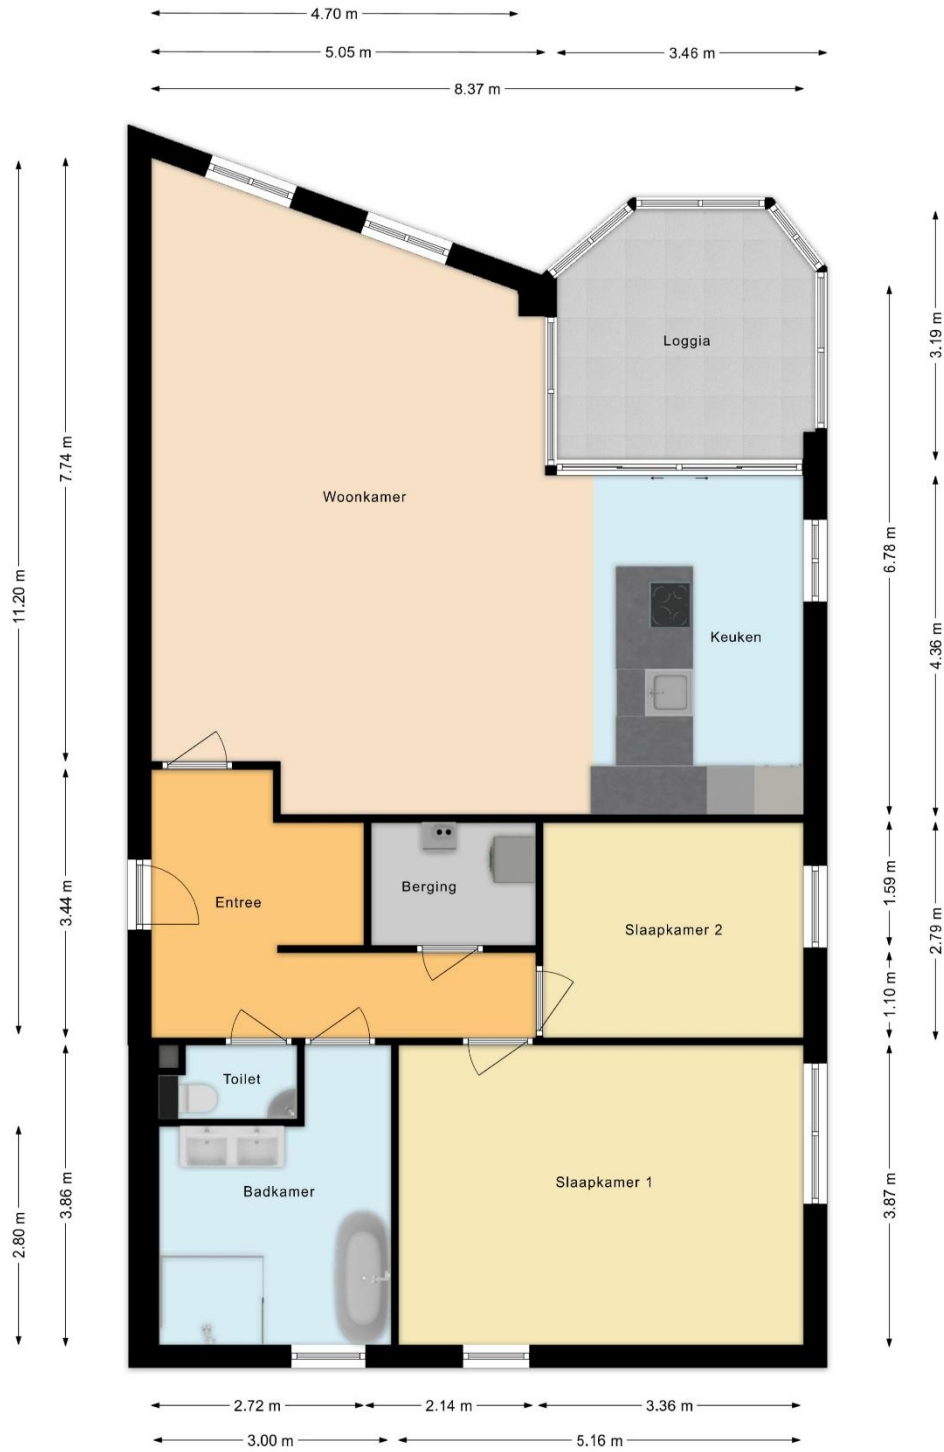 4.70 m
5.05 m
3.46 m
8.37 m
11.20 m
7.74 m
3.19 m
6.78 m
4.36 m
Loggia
Woonkamer
Keuken
3.44 m
Entree
Berging
Slaapkamer 2
1.59 m
2.79 m
1.10 m
Toilet
Badkamer
Slaapkamer 1
2.80 m
3.86 m
3.87 m
2.72 m
2.14 m
3.36 m
3.00 m
5.16 m